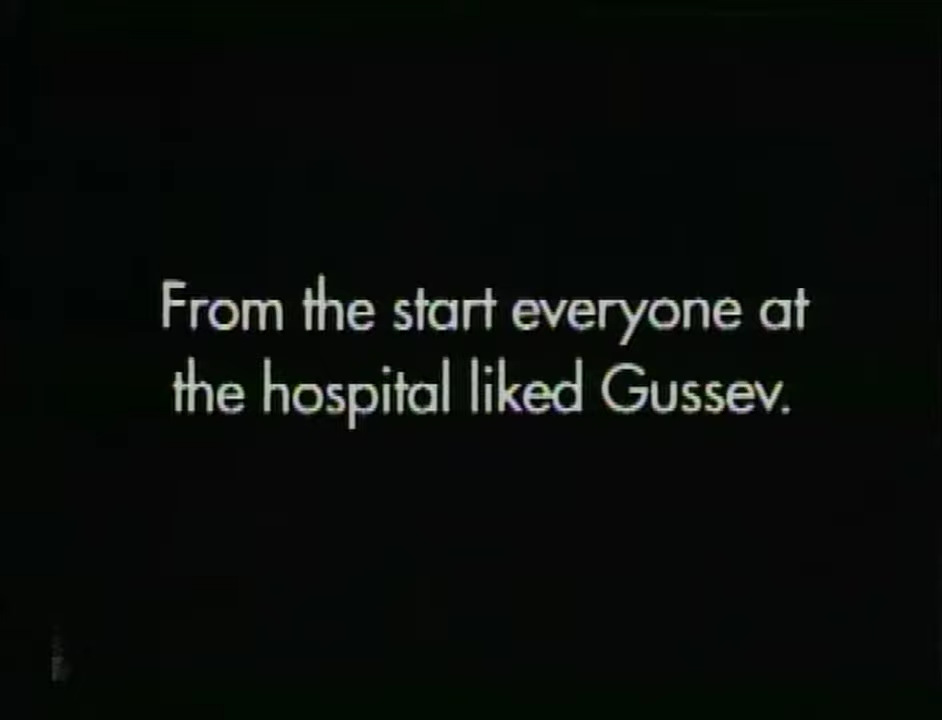 From the start everyone at
the hospital liked Gussev.